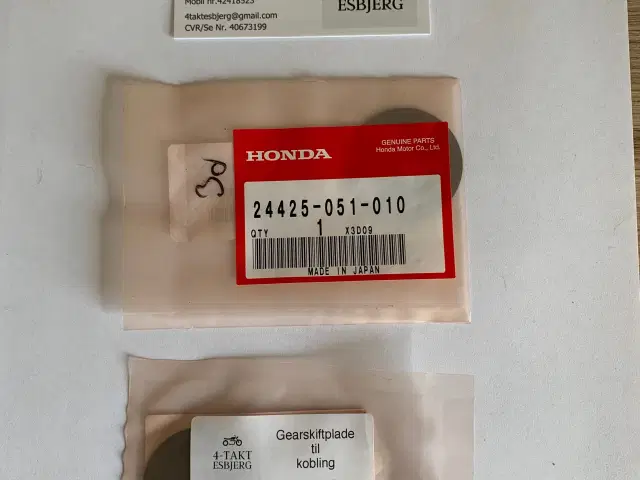 ESBJERG
4taktesbjerg@gmail.com
CVR/Se Nr. 40673199
3d
HONDA
GENUINE PARTS
Honda Motor Co., Ltd.
24425-051-010
QTY 1 X3D09
MADE IN JAPAN
4-TAKT
ESBJERG
Gearskiftplade
til
kobling